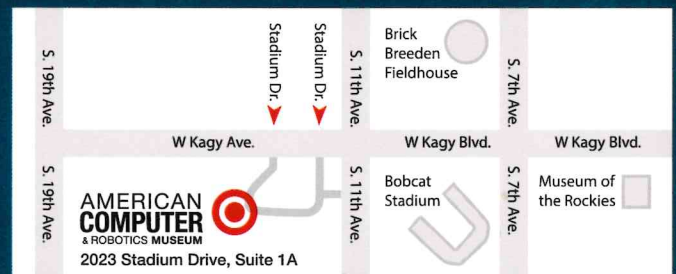 S. 19th Ave.
Stadium Dr.
Stadium Dr.
S. 11th Ave.
Brick
Breeden
Fieldhouse
S. 7th Ave.
W Kagy Ave.
W Kagy Blvd.
W Kagy Blvd.
S. 19th Ave.
AMERICAN
COMPUTER
& ROBOTICS MUSEUM
2023 Stadium Drive, Suite 1A
S. 11th Ave.
Bobcat
Stadium
S. 7th Ave.
Museum of
the Rockies